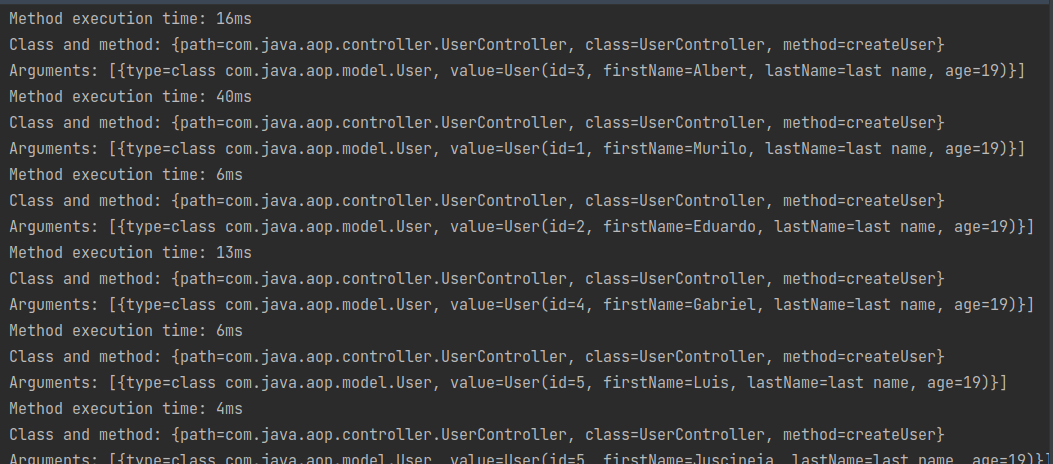 Method execution time: 16ms
Class and method: {path=com.java.aop.controller.UserController, class=UserController, method=createUser}
Arguments: [{type=class com.java.aop.model.User, value=User(id=3, firstName=Albert, lastName=last name, age=19)}]
Method execution time: 40ms
Class and method: {path=com.java.aop.controller.UserController, class=UserController, method=createUser}
Arguments: [{type=class com.java.aop.model.User, value=User(id=1, firstName=Murilo, lastName=last name, age=19)}]
Method execution time: 6ms
Class and method: {path=com.java.aop.controller.UserController, class=UserController, method=createUser}
Arguments: [{type=class com.java.aop.model.User, value=User(id=2, firstName=Eduardo, lastName=last name, age=19)}]
Method execution time: 13ms
Class and method: {path=com.java.aop.controller.UserController, class=UserController, method=createUser}
Arguments: [{type=class com.java.aop.model.User, value=User(id=4, firstName=Gabriel, lastName=last name, age=19)}]
Method execution time: 6ms
Class and method: {path=com.java.aop.controller.UserController, class=UserController, method=createUser}
Arguments: [{type=class com.java.aop.model.User, value=User(id=5, firstName=Luis, lastName=last name, age=19)}]
Method execution time: 4ms
Class and method: {path=com.java.aop.controller.UserController, class=UserController, method=createUser}
Arguments: [{type=class com.java.aop.model.User, value=User(id=5, firstName=Juscineia, lastName=last name, age=19)}]